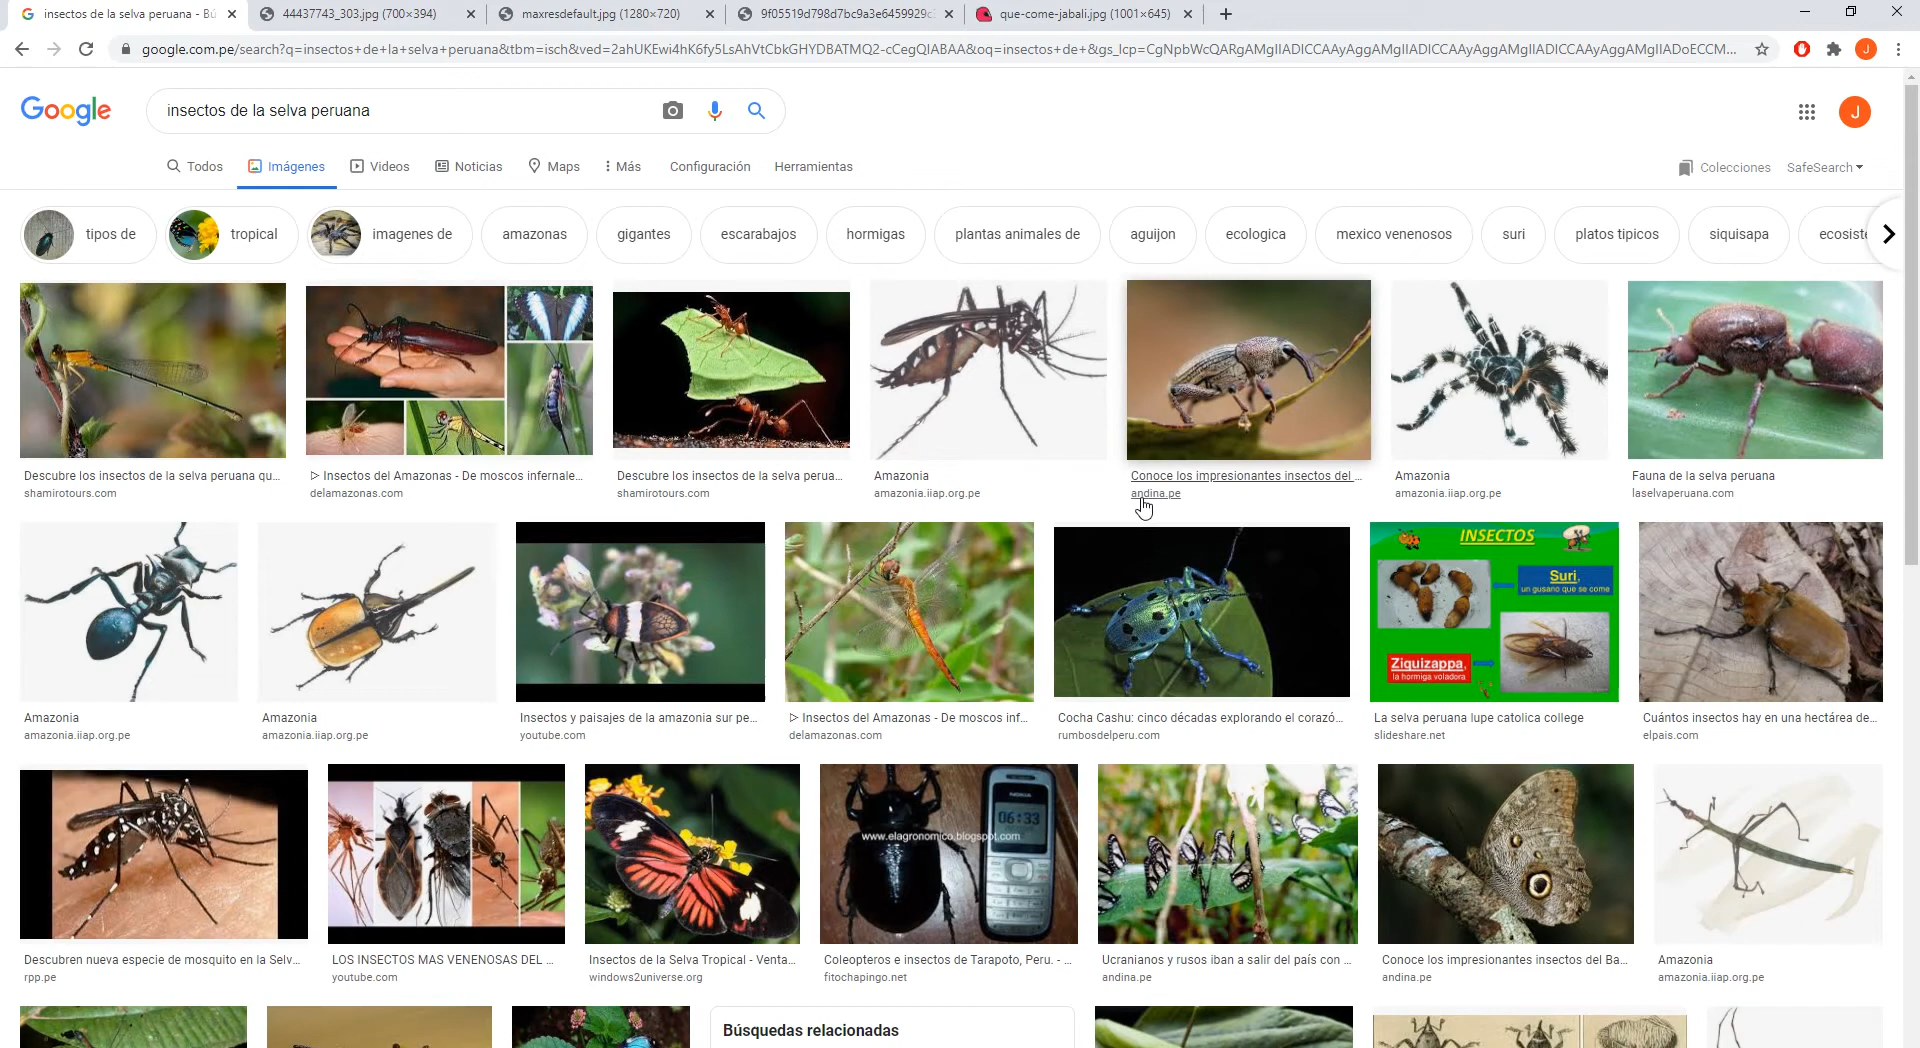 insectos de la selva peruana - Bú
44437743_303.jpg (700×394)
maxresdefault.jpg (1280×720)
9f05519d798d7bc9a3e6459929c
que-come-jabali.jpg (1001×645)
google.com.pe/search?q=insectos+de+la+selva+peruana&tbm=isch&ved=2ahUKEwi4hK6fy5LsAhVtCbkGHYDBATMQ2-cCegQIABAA&oq=insectos+de+&gs_lcp=CgNpbWcQARgAMgIIADICCAAyAggAMgIIADICCAAyAggAMgIIADICCAAyAggAMgIIADoECCM...
J
Google
insectos de la selva peruana
J
Todos Imágenes Videos Noticias Maps Más Configuración Herramientas Colecciones SafeSearch
tipos de tropical imagenes de amazonas gigantes escarabajos hormigas plantas animales de aguijon ecologica mexico venenosos suri platos tipicos siquisapa ecosiste
Descubre los insectos de la selva peruana qu...
shamirotours.com
▷ Insectos del Amazonas - De moscos infernale...
delamazonas.com
Descubre los insectos de la selva perua...
shamirotours.com
Amazonia
amazonia.iiap.org.pe
Conoce los impresionantes insectos del ...
andina.pe
Amazonia
amazonia.iiap.org.pe
Fauna de la selva peruana
laselvaperuana.com
INSECTOS
Suri,
un gusano que se come
Ziquizappa,
la hormiga voladora
Amazonia
amazonia.iiap.org.pe
Amazonia
amazonia.iiap.org.pe
Insectos y paisajes de la amazonia sur pe...
youtube.com
▷ Insectos del Amazonas - De moscos inf...
delamazonas.com
Cocha Cashu: cinco décadas explorando el corazó...
rumbosdelperu.com
La selva peruana lupe catolica college
slideshare.net
Cuántos insectos hay en una hectárea de...
elpais.com
NOKIA
06:33
www.elagronomico.blogspot.com
Descubren nueva especie de mosquito en la Selv...
rpp.pe
LOS INSECTOS MAS VENENOSAS DEL ...
youtube.com
Insectos de la Selva Tropical - Venta...
windows2universe.org
Coleopteros e insectos de Tarapoto, Peru. - ...
fitochapingo.net
Ucranianos y rusos iban a salir del país con ...
andina.pe
Conoce los impresionantes insectos del Ba...
andina.pe
Amazonia
amazonia.iiap.org.pe
Búsquedas relacionadas